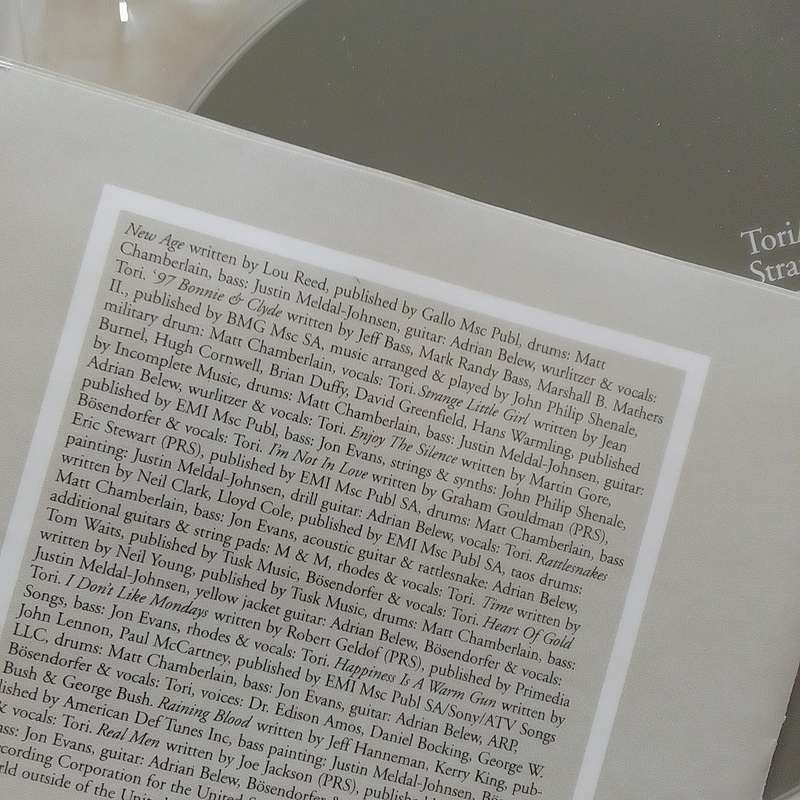 Tori
Stra
New Age written by Lou Reed, published by Gallo Msc Publ, drums: Matt
Chamberlain, bass: Justin Meldal-Johnsen, guitar: Adrian Belew, wurlitzer & vocals:
Tori. '97 Bonnie & Clyde written by Jeff Bass, Mark Randy Bass, Marshall B. Mathers
II., published by BMG Msc SA, music arranged & played by John Philip Shenale,
military drum: Matt Chamberlain, vocals: Tori. Strange Little Girl written by Jean
Burnel, Hugh Cornwell, Brian Duffy, David Greenfield, Hans Warmling, published
by Incomplete Music, drums: Matt Chamberlain, bass: Justin Meldal-Johnsen, guitar:
Adrian Belew, wurlitzer & vocals: Tori. Enjoy The Silence written by Martin Gore,
published by EMI Msc Publ, bass: Jon Evans, strings & synths: John Philip Shenale,
Bösendorfer & vocals: Tori. I'm Not In Love written by Graham Gouldman (PRS),
Eric Stewart (PRS), published by EMI Msc Publ SA, drums: Matt Chamberlain, bass
painting: Justin Meldal-Johnsen, drill guitar: Adrian Belew, vocals: Tori. Rattlesnakes
written by Neil Clark, Lloyd Cole, published by EMI Msc Publ SA, taos drums:
Matt Chamberlain, bass: Jon Evans, acoustic guitar & rattlesnake: Adrian Belew,
additional guitars & string pads: M & M, rhodes & vocals: Tori. Time written by
Tom Waits, published by Tusk Music, Bösendorfer & vocals: Tori. Heart Of Gold
written by Neil Young, published by Tusk Music, drums: Matt Chamberlain, bass:
Justin Meldal-Johnsen, yellow jacket guitar: Adrian Belew, Bösendorfer & vocals:
Tori. I Don't Like Mondays written by Robert Geldof (PRS), published by Primedia
Songs, bass: Jon Evans, rhodes & vocals: Tori. Happiness Is A Warm Gun written by
John Lennon, Paul McCartney, published by EMI Msc Publ SA/Sony/ATV Songs
LLC, drums: Matt Chamberlain, bass: Jon Evans, guitar: Adrian Belew, ARP,
Bösendorfer & vocals: Tori, voices: Dr. Edison Amos, Daniel Bocking, George W.
Bush & George Bush. Raining Blood written by Jeff Hanneman, Kerry King, pub-
lished by American Def Tunes Inc, bass painting: Justin Meldal-Johnsen,
& vocals: Tori. Real Men written by Joe Jackson (PRS), published
Jon Evans, guitar: Adrian Belew, Bösendorfer &
ecording Corporation for the United
rld outside of the